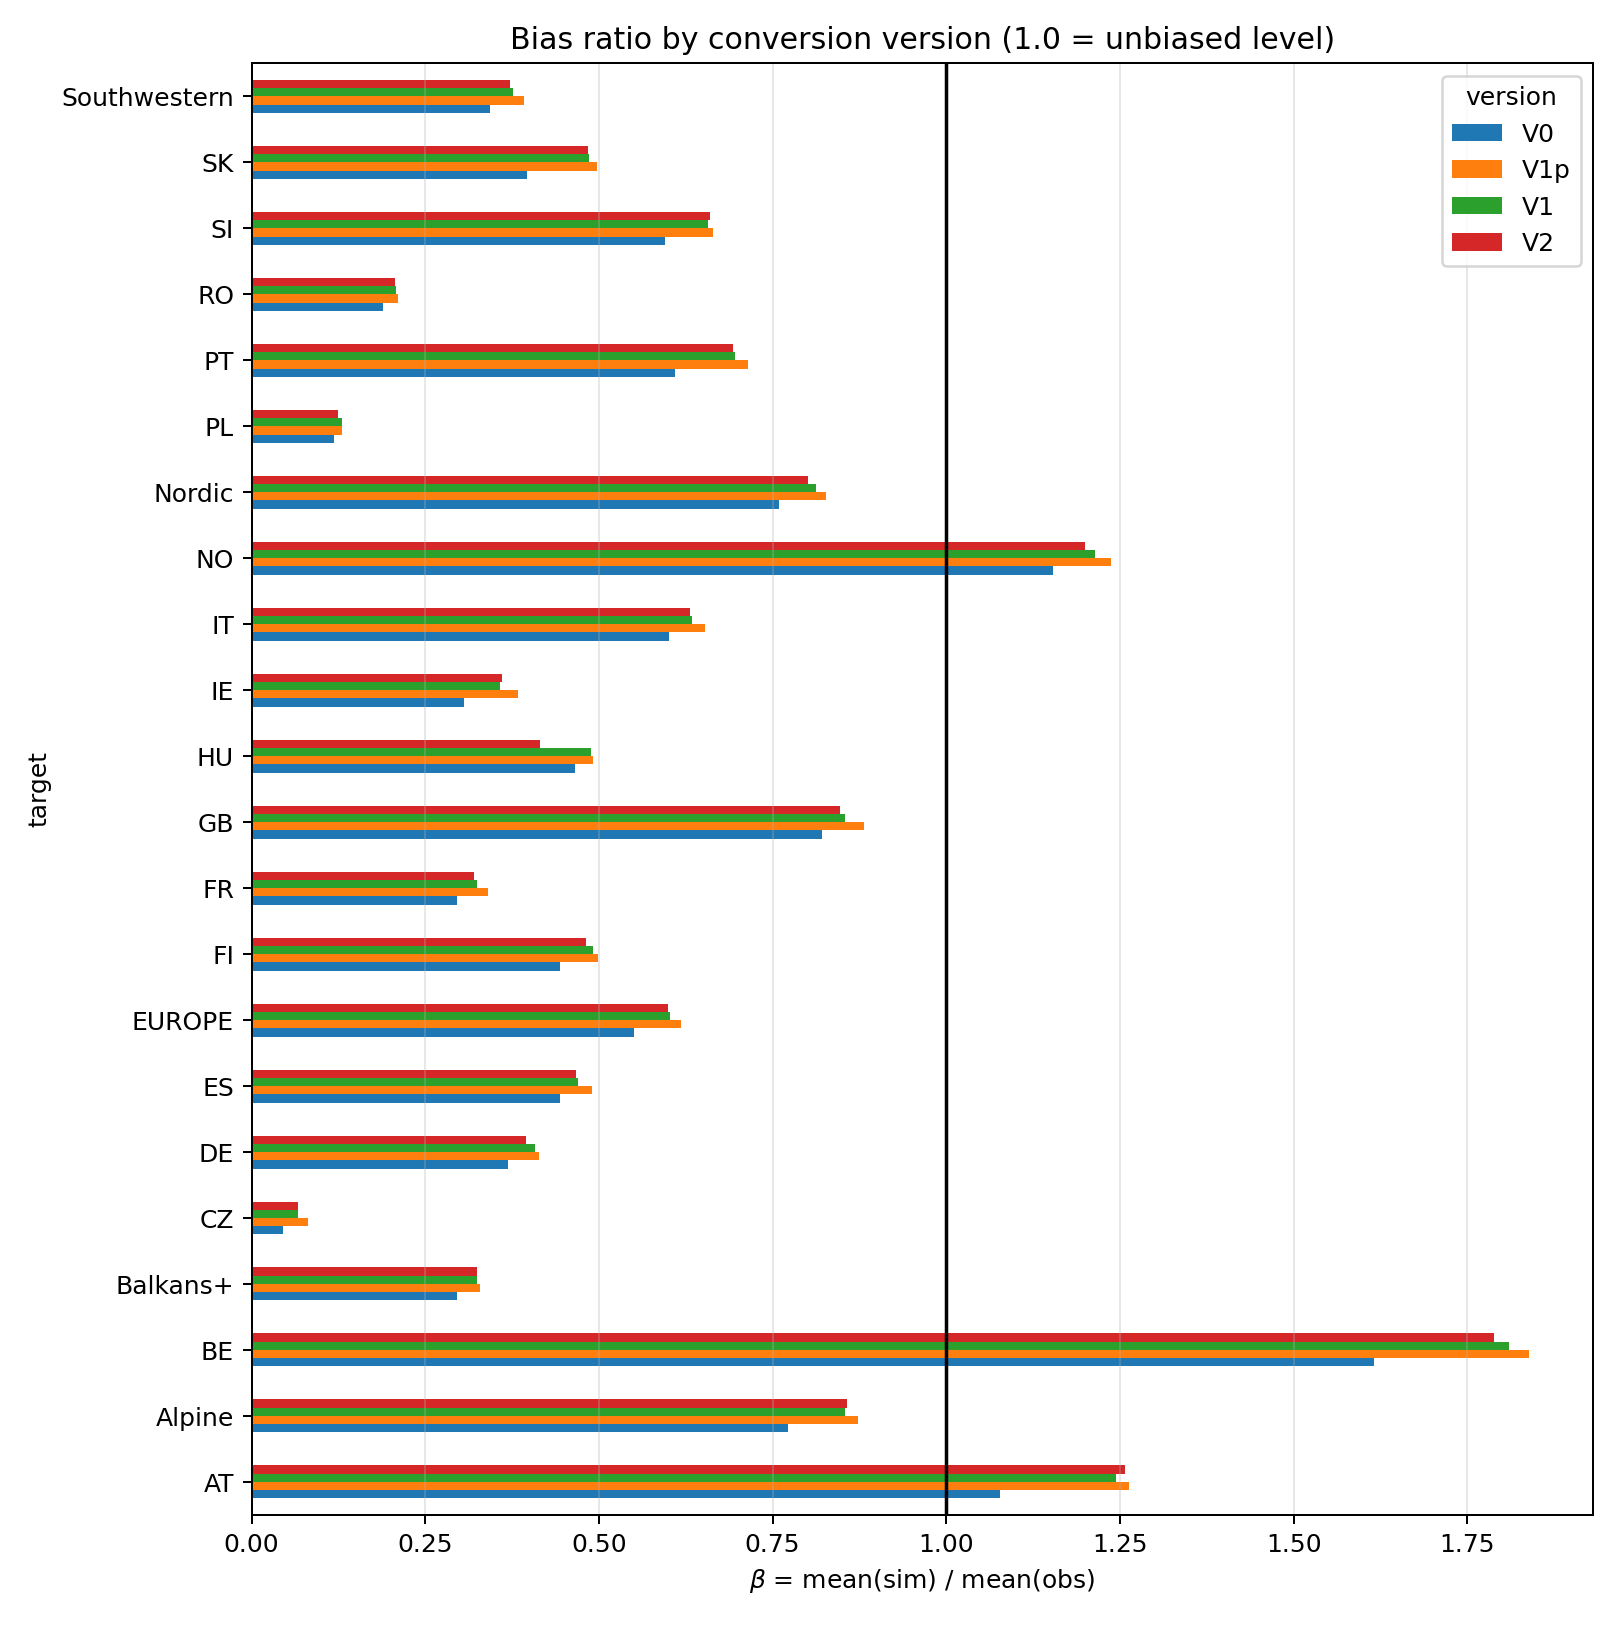 Bias ratio by conversion version (1.0 = unbiased level)
version
V0
V1p
V1
V2
target
Southwestern
SK
SI
RO
PT
PL
Nordic
NO
IT
IE
HU
GB
FR
FI
EUROPE
ES
DE
CZ
Balkans+
BE
Alpine
AT
0.00 0.25 0.50 0.75 1.00 1.25 1.50 1.75
β = mean(sim) / mean(obs)